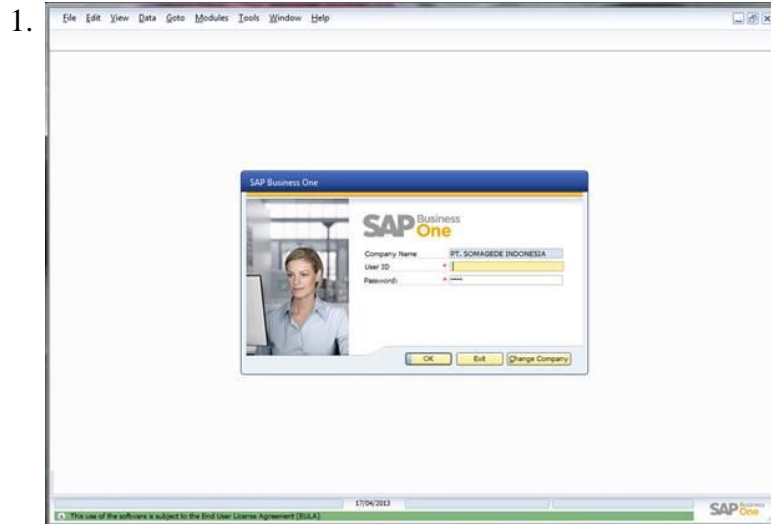 1.
File Edit View Data Goto Modules Tools Window Help
SAP Business One
SAP Business One
Company Name PT. SOMAGEDE INDONESIA
User ID *
Password: * ****
OK Exit Change Company
17/04/2013
This use of the software is subject to the End User License Agreement (EULA)
SAP Business One